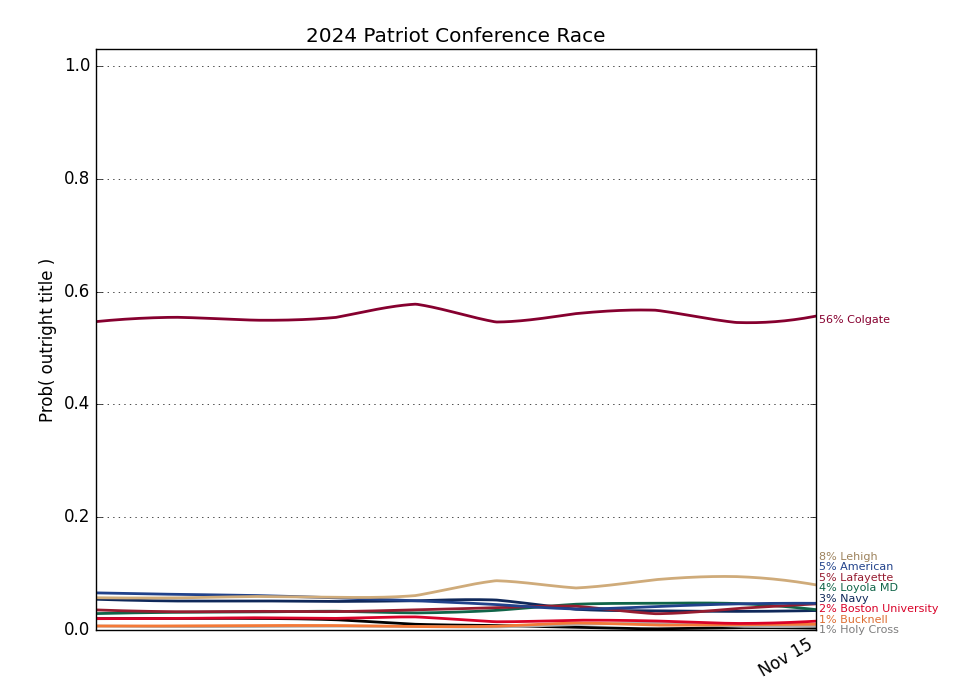 2024 Patriot Conference Race
1.0
0.8
0.6
0.4
0.2
0.0
Prob( outright title )
56% Colgate
8% Lehigh
5% American
5% Lafayette
4% Loyola MD
3% Navy
2% Boston University
1% Bucknell
1% Holy Cross
Nov 15